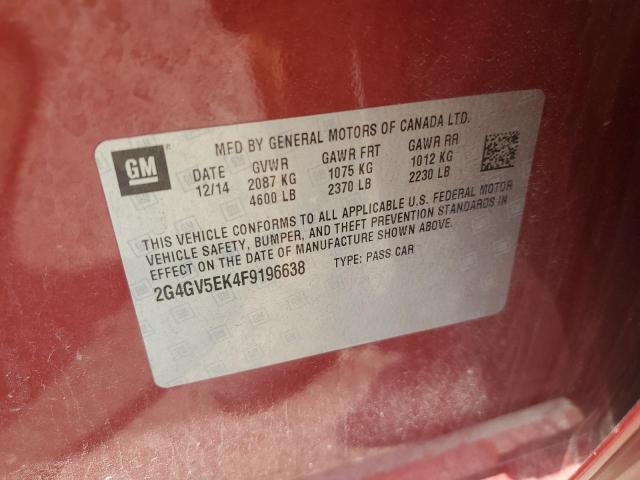 MFD BY GENERAL MOTORS OF CANADA LTD.
GM ®
DATE GVWR GAWR FRT GAWR RR
12/14 2087 KG 1075 KG 1012 KG
4600 LB 2370 LB 2230 LB
THIS VEHICLE CONFORMS TO ALL APPLICABLE U.S. FEDERAL MOTOR
VEHICLE SAFETY, BUMPER, AND THEFT PREVENTION STANDARDS IN
EFFECT ON THE DATE OF MANUFACTURE SHOWN ABOVE.
2G4GV5EK4F9196638 TYPE: PASS CAR